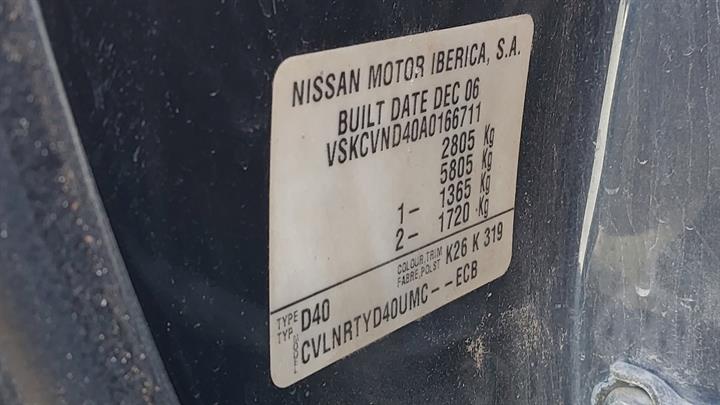 NISSAN MOTOR IBERICA, S.A.
BUILT DATE DEC 06
VSKCVND40A0166711
2805 Kg
5805 Kg
1- 1365 Kg
2- 1720 Kg
COLOUR,TRIM
FABRE,POLST K26 K 319
TYPE
TYP D40
MODEL CVLNRTYD40UMC--ECB